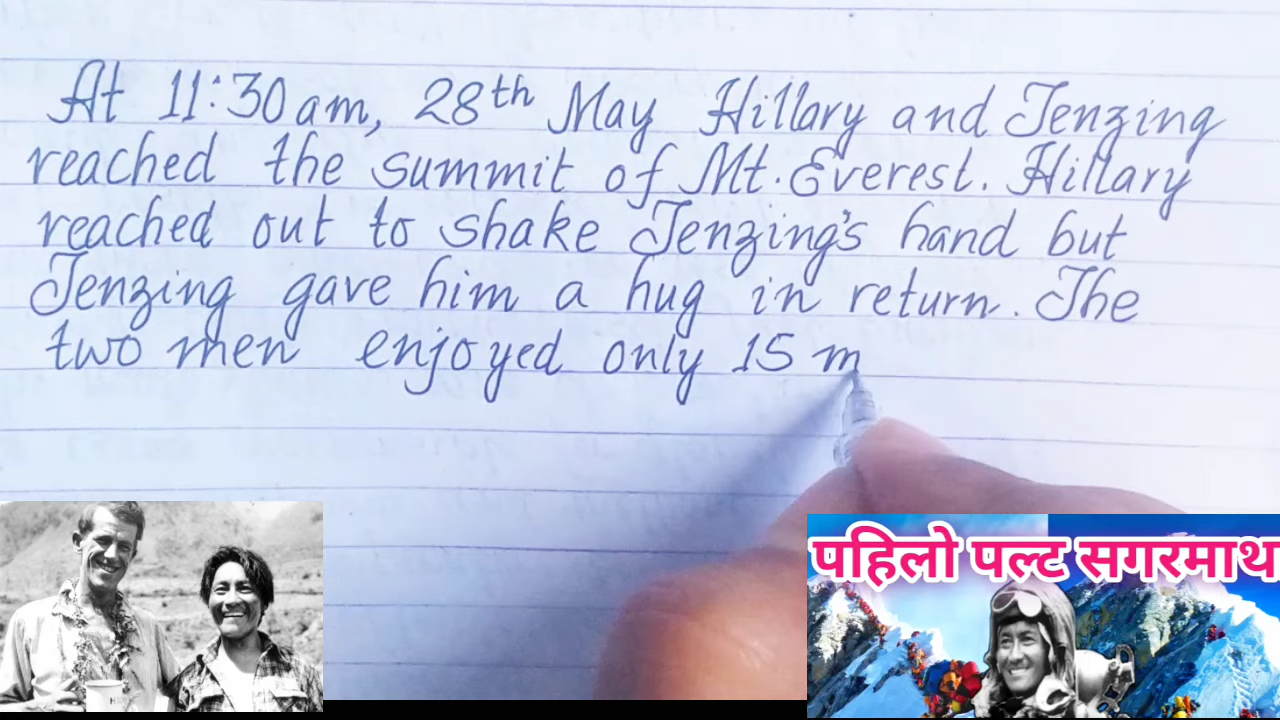 At 11:30 am, 28th May Hillary and Tenzing
reached the summit of Mt. Everest. Hillary
reached out to shake Tenzing's hand but
Tenzing gave him a hug in return. The
two men enjoyed only 15 m
पहिलो पल्ट सगरमाथ